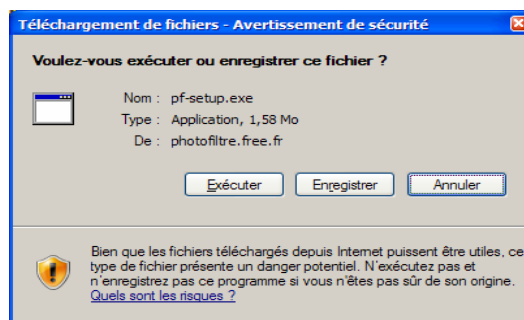 Téléchargement de fichiers - Avertissement de sécurité
Voulez-vous exécuter ou enregistrer ce fichier ?
Nom : pf-setup.exe
Type : Application, 1,58 Mo
De : photofiltre.free.fr
Exécuter Enregistrer Annuler
Bien que les fichiers téléchargés depuis Internet puissent être utiles, ce
type de fichier présente un danger potentiel. N'exécutez pas et
n'enregistrez pas ce programme si vous n'êtes pas sûr de son origine.
Quels sont les risques ?